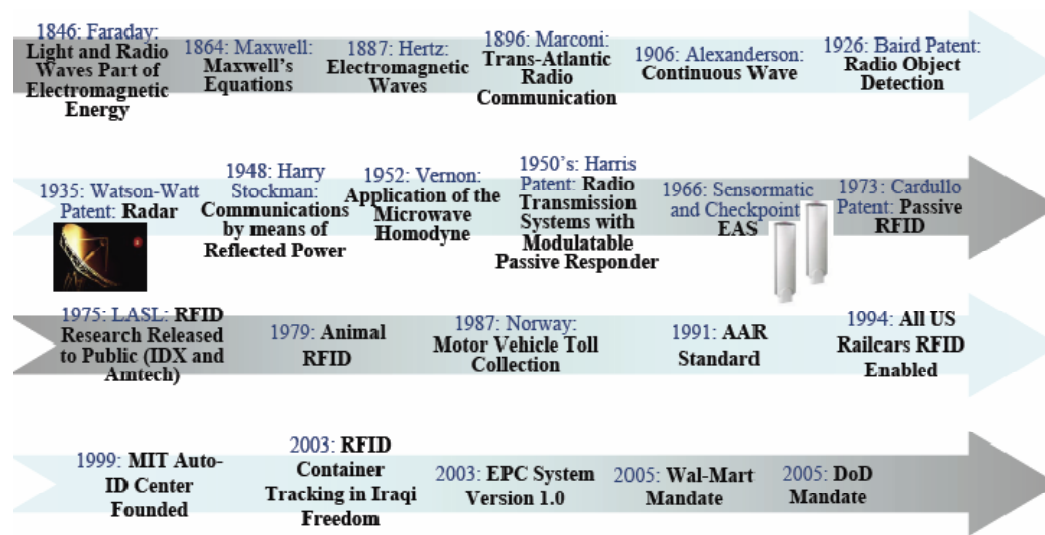 1846: Faraday:
Light and Radio
Waves Part of
Electromagnetic
Energy
1864: Maxwell:
Maxwell's
Equations
1887: Hertz:
Electromagnetic
Waves
1896: Marconi:
Trans-Atlantic
Radio
Communication
1906: Alexanderson:
Continuous Wave
1926: Baird Patent:
Radio Object
Detection
1935: Watson-Watt
Patent: Radar
1948: Harry
Stockman:
Communications
by means of
Reflected Power
1952: Vernon:
Application of the
Microwave
Homodyne
1950's: Harris
Patent: Radio
Transmission
Systems with
Modulatable
Passive Responder
1966: Sensormatic
and Checkpoint
EAS
1973: Cardullo
Patent: Passive
RFID
1975: LASL: RFID
Research Released
to Public (IDX and
Amtech)
1979: Animal
RFID
1987: Norway:
Motor Vehicle Toll
Collection
1991: AAR
Standard
1994: All US
Railcars RFID
Enabled
1999: MIT Auto-
ID Center
Founded
2003: RFID
Container
Tracking in Iraqi
Freedom
2003: EPC System
Version 1.0
2005: Wal-Mart
Mandate
2005: DoD
Mandate